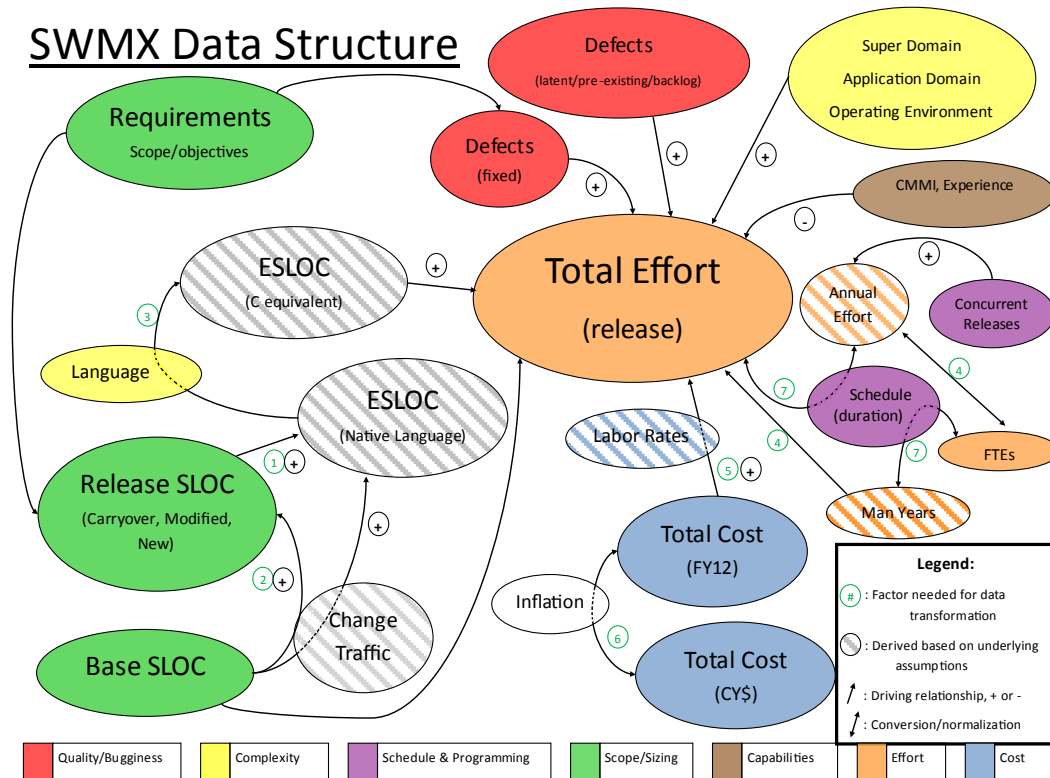 SWMX Data Structure
Requirements
Scope/objectives
Defects
(latent/pre-existing/backlog)
Super Domain
Application Domain
Operating Environment
Defects
(fixed)
+
+
+
CMMI, Experience
-
ESLOC
(C equivalent)
+
Total Effort
(release)
+
Annual
Effort
Concurrent
Releases
3
Language
ESLOC
(Native Language)
7
Schedule
(duration)
4
Labor Rates
4
7
FTEs
1
+
5
+
Release SLOC
(Carryover, Modified,
New)
+
Man Years
Total Cost
(FY12)
2
+
Inflation
6
Change
Traffic
Base SLOC
Total Cost
(CY$)
Legend:
# : Factor needed for data
transformation
: Derived based on underlying
assumptions
: Driving relationship, + or -
: Conversion/normalization
Quality/Bugginess
Complexity
Schedule & Programming
Scope/Sizing
Capabilities
Effort
Cost